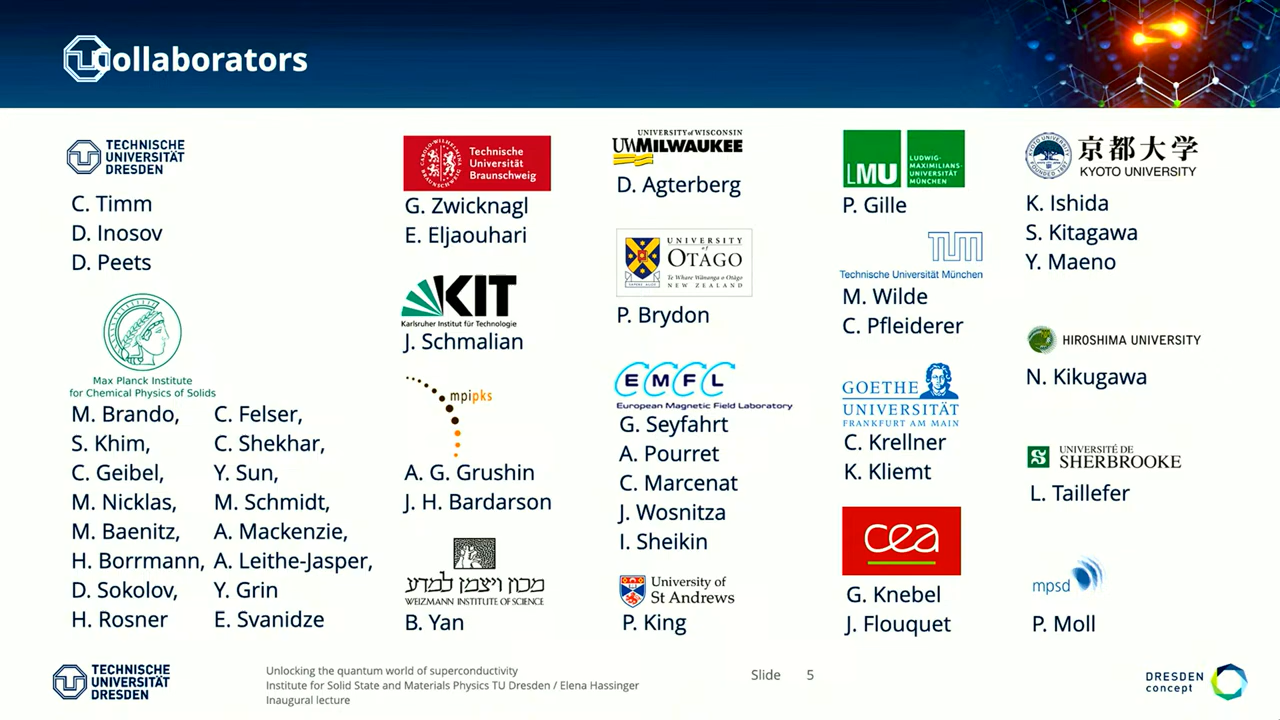 Collaborators
TECHNISCHE
UNIVERSITÄT
DRESDEN
C. Timm
D. Inosov
D. Peets
Max Planck Institute
for Chemical Physics of Solids
M. Brando,
S. Khim,
C. Geibel,
M. Nicklas,
M. Baenitz,
H. Borrmann,
D. Sokolov,
H. Rosner
C. Felser,
C. Shekhar,
Y. Sun,
M. Schmidt,
A. Mackenzie,
A. Leithe-Jasper,
Y. Grin
E. Svanidze
Technische
Universität
Braunschweig
G. Zwicknagl
E. Eljaouhari
KIT
Karlsruher Institut für Technologie
J. Schmalian
mpipks
A. G. Grushin
J. H. Bardarson
מכון ויצמן למדע
WEIZMANN INSTITUTE OF SCIENCE
B. Yan
UNIVERSITY of WISCONSIN
UWMILWAUKEE
D. Agterberg
UNIVERSITY
of
OTAGO
Te Whare Wānanga o Otāgo
NEW ZEALAND
P. Brydon
EMFL
European Magnetic Field Laboratory
G. Seyfahrt
A. Pourret
C. Marcenat
J. Wosnitza
I. Sheikin
University of
St Andrews
P. King
LMU
LUDWIG-
MAXIMILIANS-
UNIVERSITÄT
MÜNCHEN
P. Gille
TUM
Technische Universität München
M. Wilde
C. Pfleiderer
GOETHE
UNIVERSITÄT
FRANKFURT AM MAIN
C. Krellner
K. Kliemt
cea
G. Knebel
J. Flouquet
京都大学
KYOTO UNIVERSITY
K. Ishida
S. Kitagawa
Y. Maeno
HIROSHIMA UNIVERSITY
N. Kikugawa
UNIVERSITÉ DE
SHERBROOKE
L. Taillefer
mpsd
P. Moll
TECHNISCHE
UNIVERSITÄT
DRESDEN
Unlocking the quantum world of superconductivity
Institute for Solid State and Materials Physics TU Dresden / Elena Hassinger
Inaugural lecture
Slide 5
DRESDEN
concept